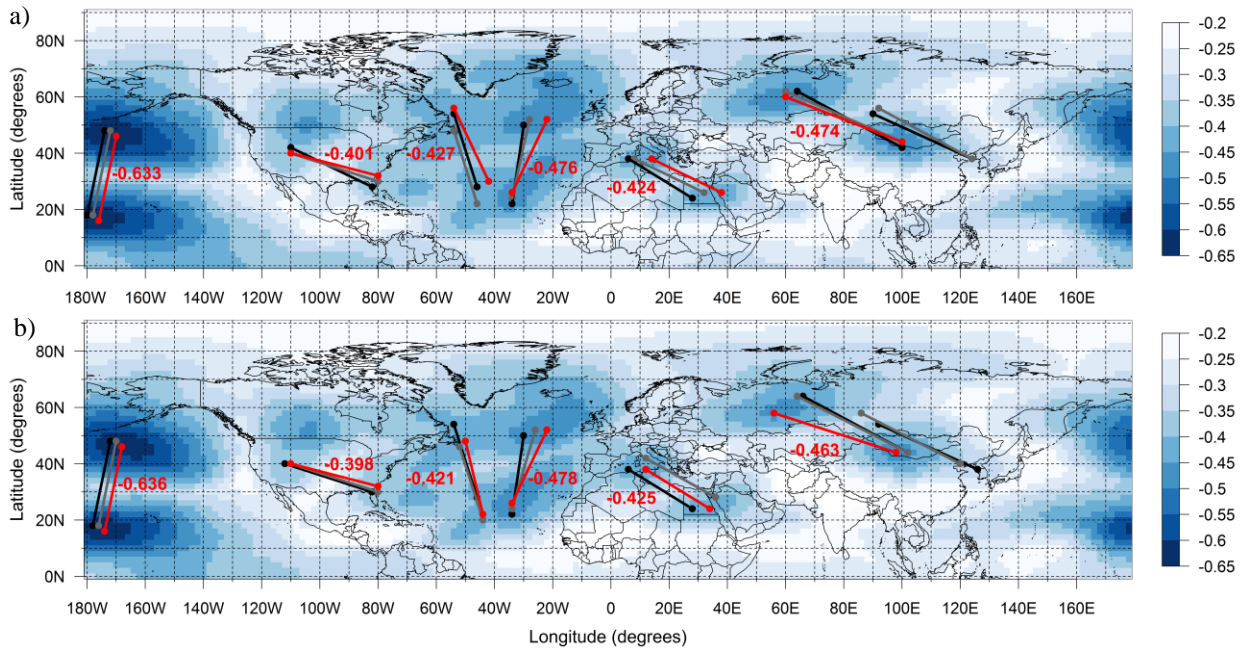 a)
Latitude (degrees)
80N
60N
40N
20N
0N
-0.633
-0.401
-0.427
-0.476
-0.424
-0.474
180W 160W 140W 120W 100W 80W 60W 40W 20W 0 20E 40E 60E 80E 100E 120E 140E 160E
-0.2
-0.25
-0.3
-0.35
-0.4
-0.45
-0.5
-0.55
-0.6
-0.65
b)
Latitude (degrees)
80N
60N
40N
20N
0N
-0.636
-0.398
-0.421
-0.478
-0.425
-0.463
180W 160W 140W 120W 100W 80W 60W 40W 20W 0 20E 40E 60E 80E 100E 120E 140E 160E
Longitude (degrees)
-0.2
-0.25
-0.3
-0.35
-0.4
-0.45
-0.5
-0.55
-0.6
-0.65